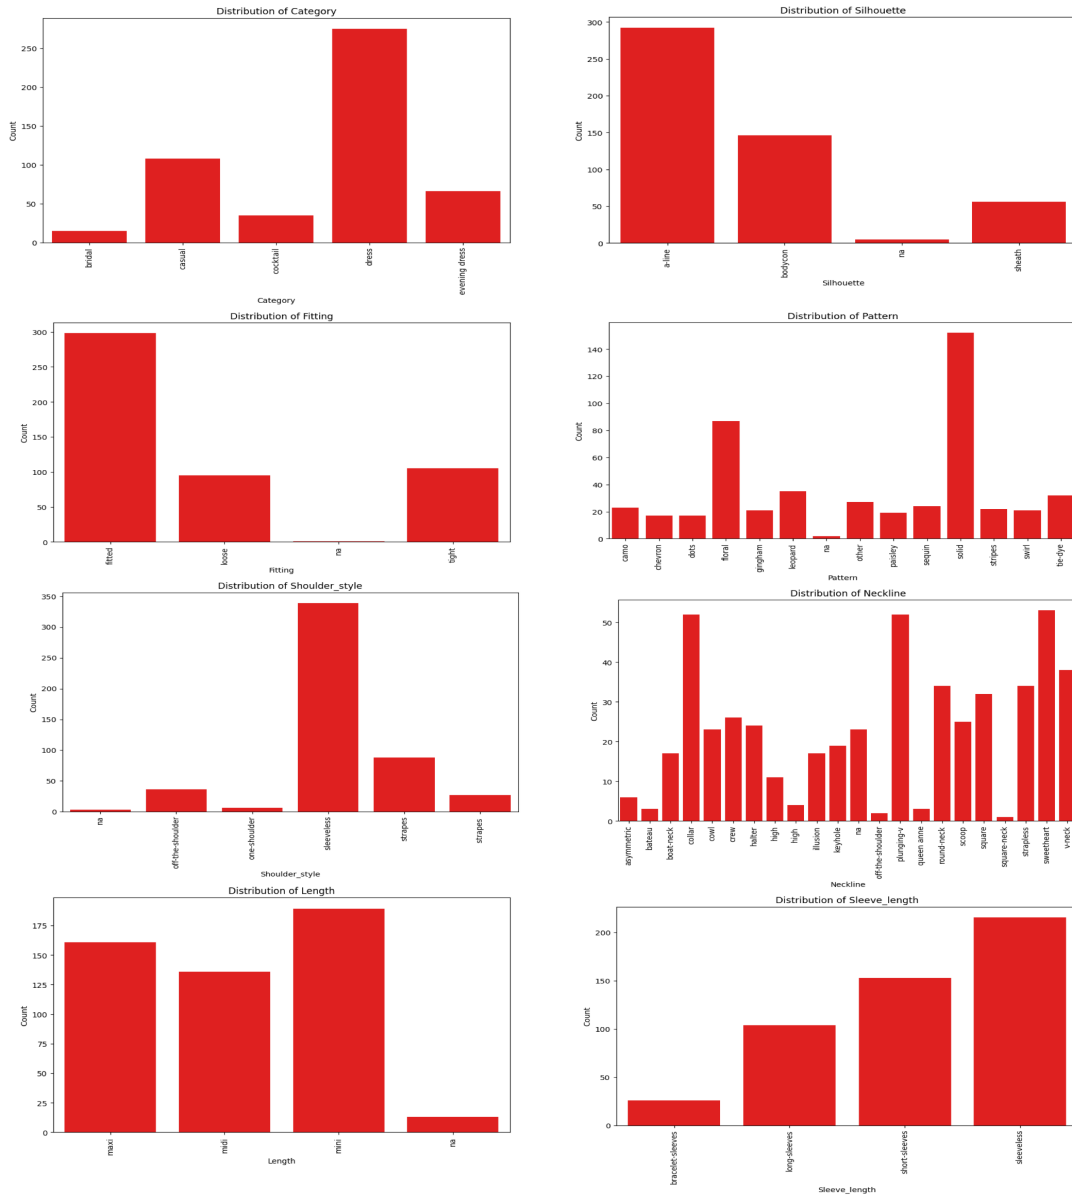 Distribution of Category
Count
250
200
150
100
50
0
bridal
casual
cocktail
dress
evening dress
Category
Distribution of Silhouette
Count
300
250
200
150
100
50
0
a-line
bodycon
na
sheath
Silhouette
Distribution of Fitting
Count
300
250
200
150
100
50
0
fitted
loose
na
tight
Fitting
Distribution of Pattern
Count
140
120
100
80
60
40
20
0
camo
chevron
dots
floral
gingham
leopard
na
other
paisley
sequin
solid
stripes
swirl
tie-dye
Pattern
Distribution of Shoulder_style
Count
350
300
250
200
150
100
50
0
na
off-the-shoulder
one-shoulder
sleeveless
strapes
strapes
Shoulder_style
Distribution of Neckline
Count
50
40
30
20
10
0
asymmetric
bateau
boat-neck
collar
cowl
crew
halter
high
high
illusion
keyhole
na
off-the-shoulder
plunging-v
queen anne
round-neck
scoop
square
square-neck
strapless
sweetheart
v-neck
Neckline
Distribution of Length
Count
175
150
125
100
75
50
25
0
maxi
midi
mini
na
Length
Distribution of Sleeve_length
Count
200
150
100
50
0
bracelet-sleeves
long-sleeves
short-sleeves
sleeveless
Sleeve_length